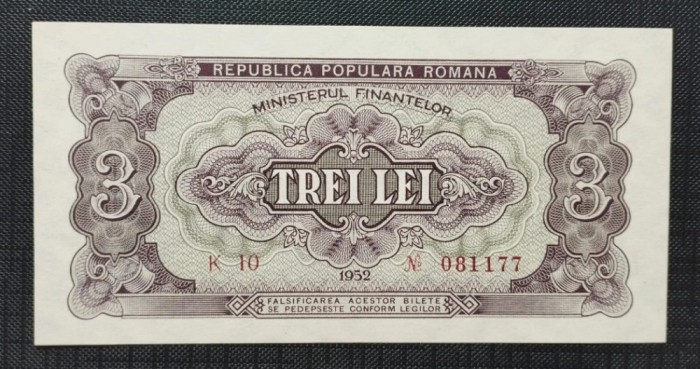 REPUBLICA POPULARA ROMANA
MINISTERUL FINANTELOR
3 TREI LEI 3
K 10 № 081177
1952
FALSIFICAREA ACESTOR BILETE
SE PEDEPSESTE CONFORM LEGILOR